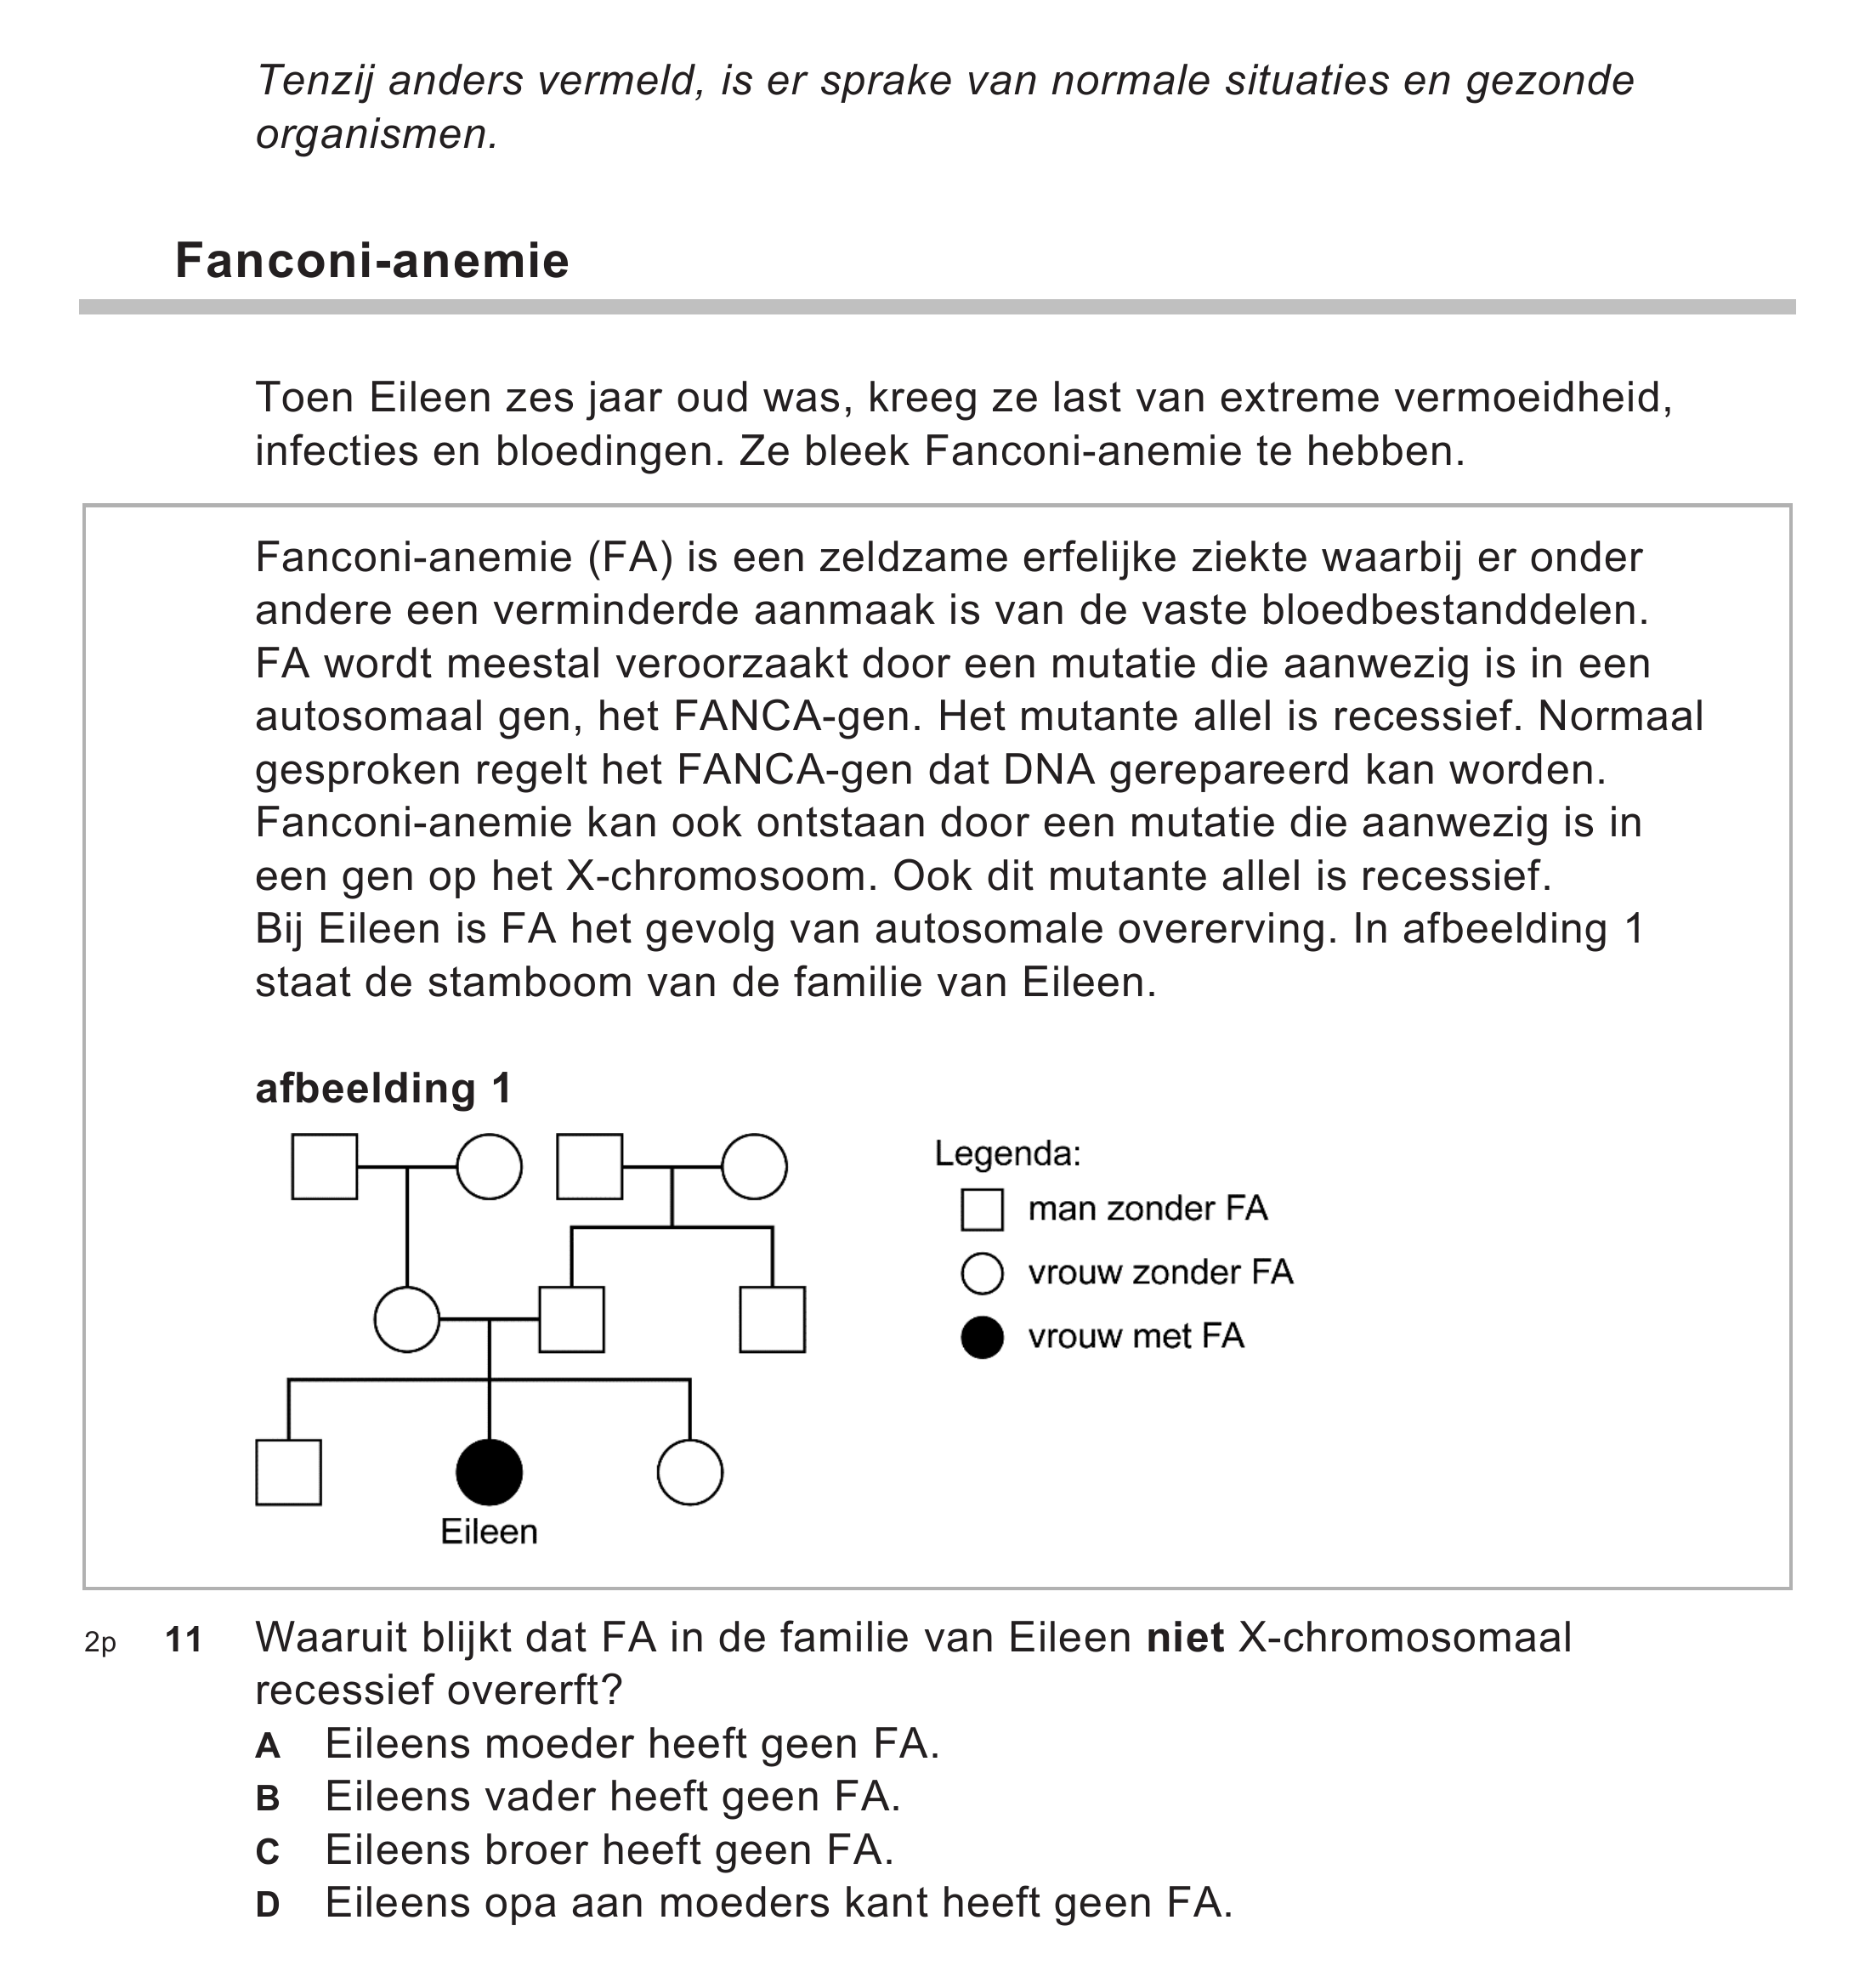 Tenzij anders vermeld, is er sprake van normale situaties en gezonde
organismen.
Fanconi-anemie
Toen Eileen zes jaar oud was, kreeg ze last van extreme vermoeidheid,
infecties en bloedingen. Ze bleek Fanconi-anemie te hebben.
Fanconi-anemie (FA) is een zeldzame erfelijke ziekte waarbij er onder
andere een verminderde aanmaak is van de vaste bloedbestanddelen.
FA wordt meestal veroorzaakt door een mutatie die aanwezig is in een
autosomaal gen, het FANCA-gen. Het mutante allel is recessief. Normaal
gesproken regelt het FANCA-gen dat DNA gerepareerd kan worden.
Fanconi-anemie kan ook ontstaan door een mutatie die aanwezig is in
een gen op het X-chromosoom. Ook dit mutante allel is recessief.
Bij Eileen is FA het gevolg van autosomale overerving. In afbeelding 1
staat de stamboom van de familie van Eileen.
afbeelding 1
Legenda:
man zonder FA
vrouw zonder FA
vrouw met FA
Eileen
2p 11 Waaruit blijkt dat FA in de familie van Eileen niet X-chromosomaal
recessief overerft?
A Eileens moeder heeft geen FA.
B Eileens vader heeft geen FA.
C Eileens broer heeft geen FA.
D Eileens opa aan moeders kant heeft geen FA.